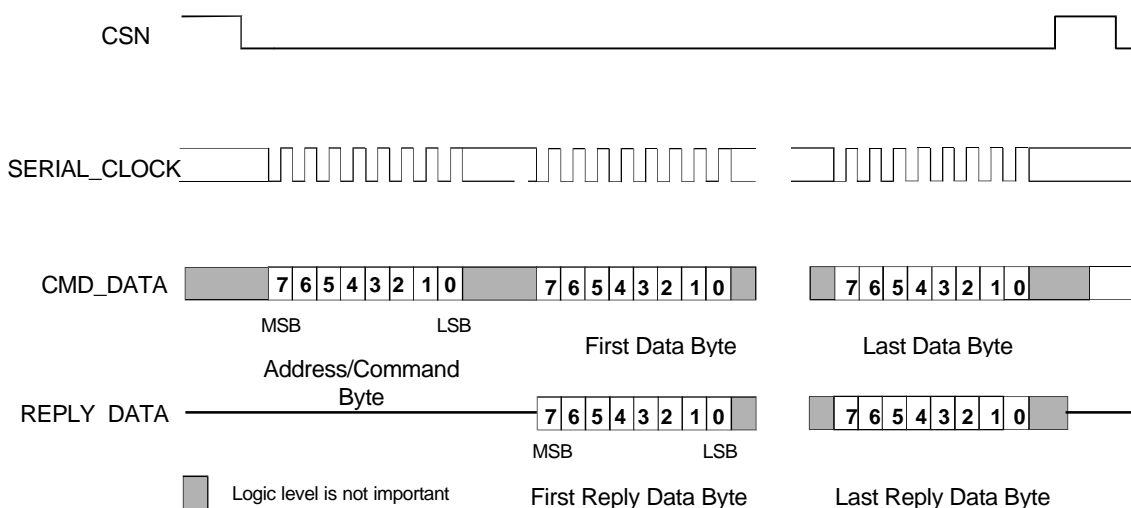 CSN
SERIAL_CLOCK
CMD_DATA
7 6 5 4 3 2 1 0
7 6 5 4 3 2 1 0
7 6 5 4 3 2 1 0
MSB
LSB
Address/Command
Byte
First Data Byte
Last Data Byte
REPLY DATA
7 6 5 4 3 2 1 0
7 6 5 4 3 2 1 0
MSB
LSB
Logic level is not important
First Reply Data Byte
Last Reply Data Byte